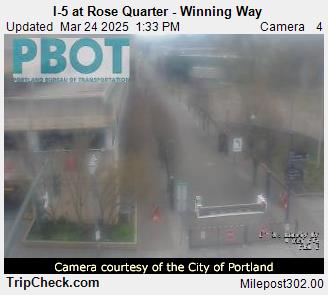 I-5 at Rose Quarter - Winning Way
Updated Mar 24 2025 1:33 PM Camera 4
PBOT
PORTLAND BUREAU OF TRANSPORTATION
Camera courtesy of the City of Portland
TripCheck.com Milepost302.00